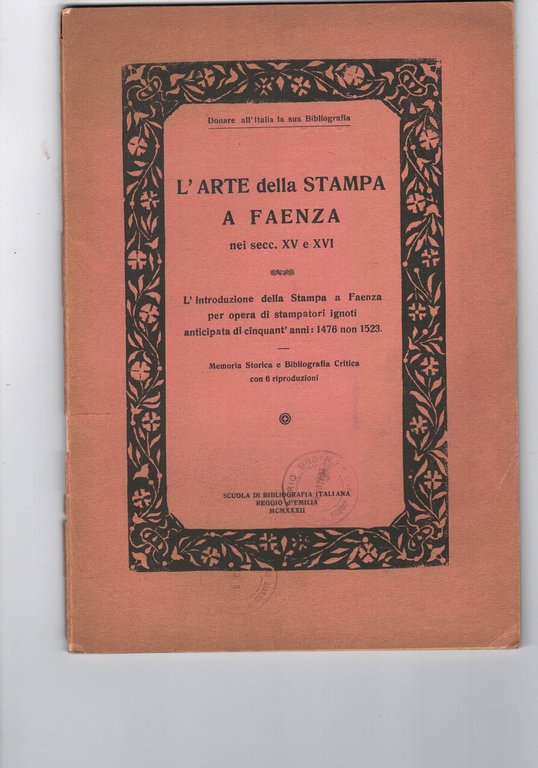 Donare all'Italia la sua Bibliografia
L'ARTE della STAMPA
A FAENZA
nei secc. XV e XVI
L'introduzione della Stampa a Faenza
per opera di stampatori ignoti
anticipata di cinquant'anni: 1476 non 1523.
Memoria Storica e Bibliografia Critica
con 6 riproduzioni
SCUOLA DI BIBLIOGRAFIA ITALIANA
REGGIO d'EMILIA
MCMXXXII